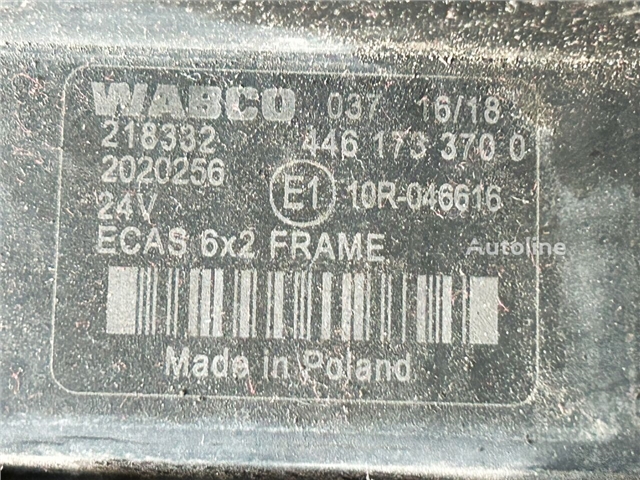 WABCO 037 16/18
218332 446 173 370 0
2020256
24V E1 10R-046616
ECAS 6x2 FRAME
Autoline
Made in Poland